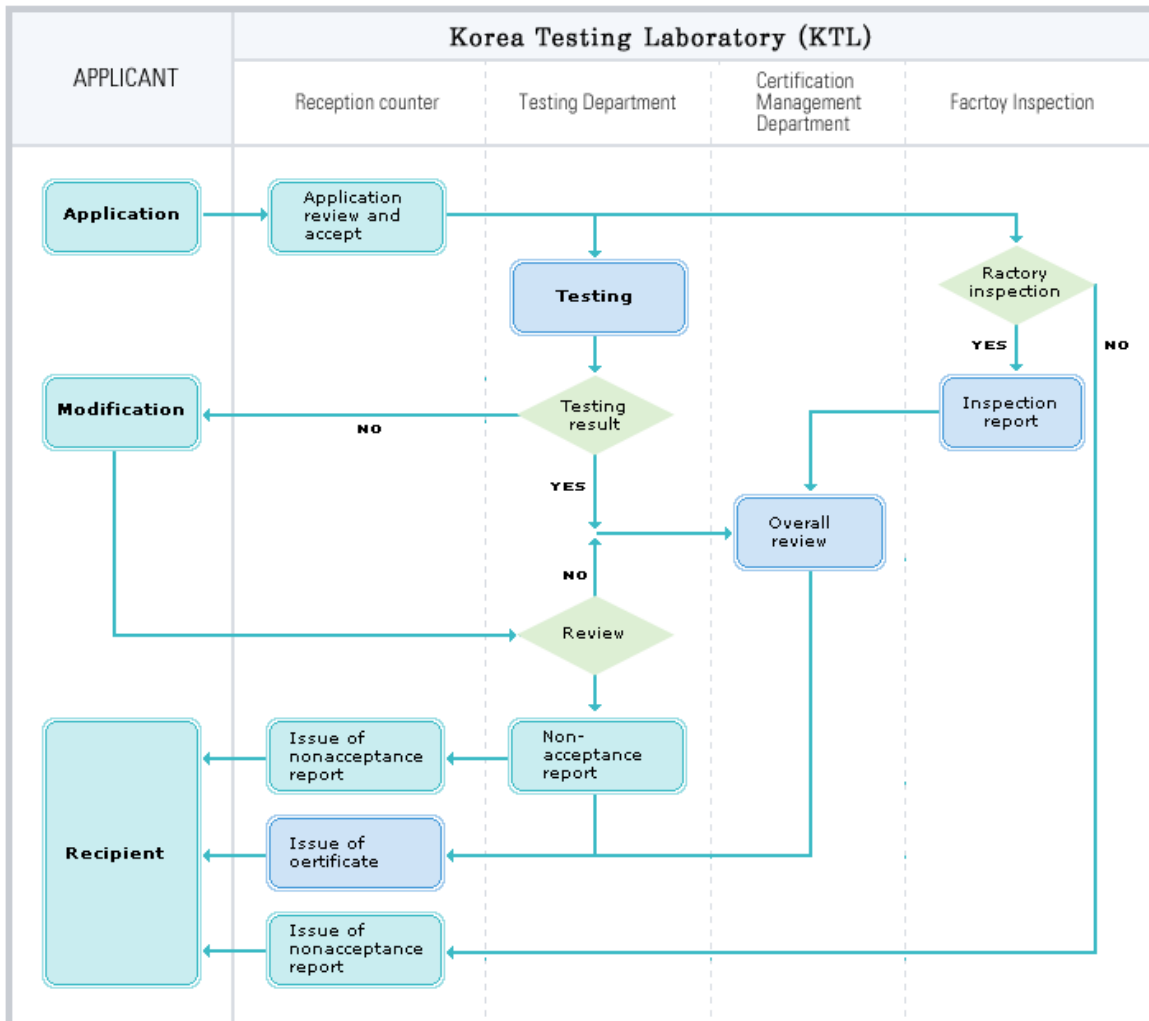 Korea Testing Laboratory (KTL)
APPLICANT
Reception counter
Testing Department
Certification
Management
Department
Facrtoy Inspection
Application
Application
review and
accept
Testing
Ractory
inspection
YES
NO
Modification
NO
Testing
result
Inspection
report
YES
Overall
review
NO
Review
Issue of
nonacceptance
report
Non-
acceptance
report
Recipient
Issue of
oertificate
Issue of
nonacceptance
report